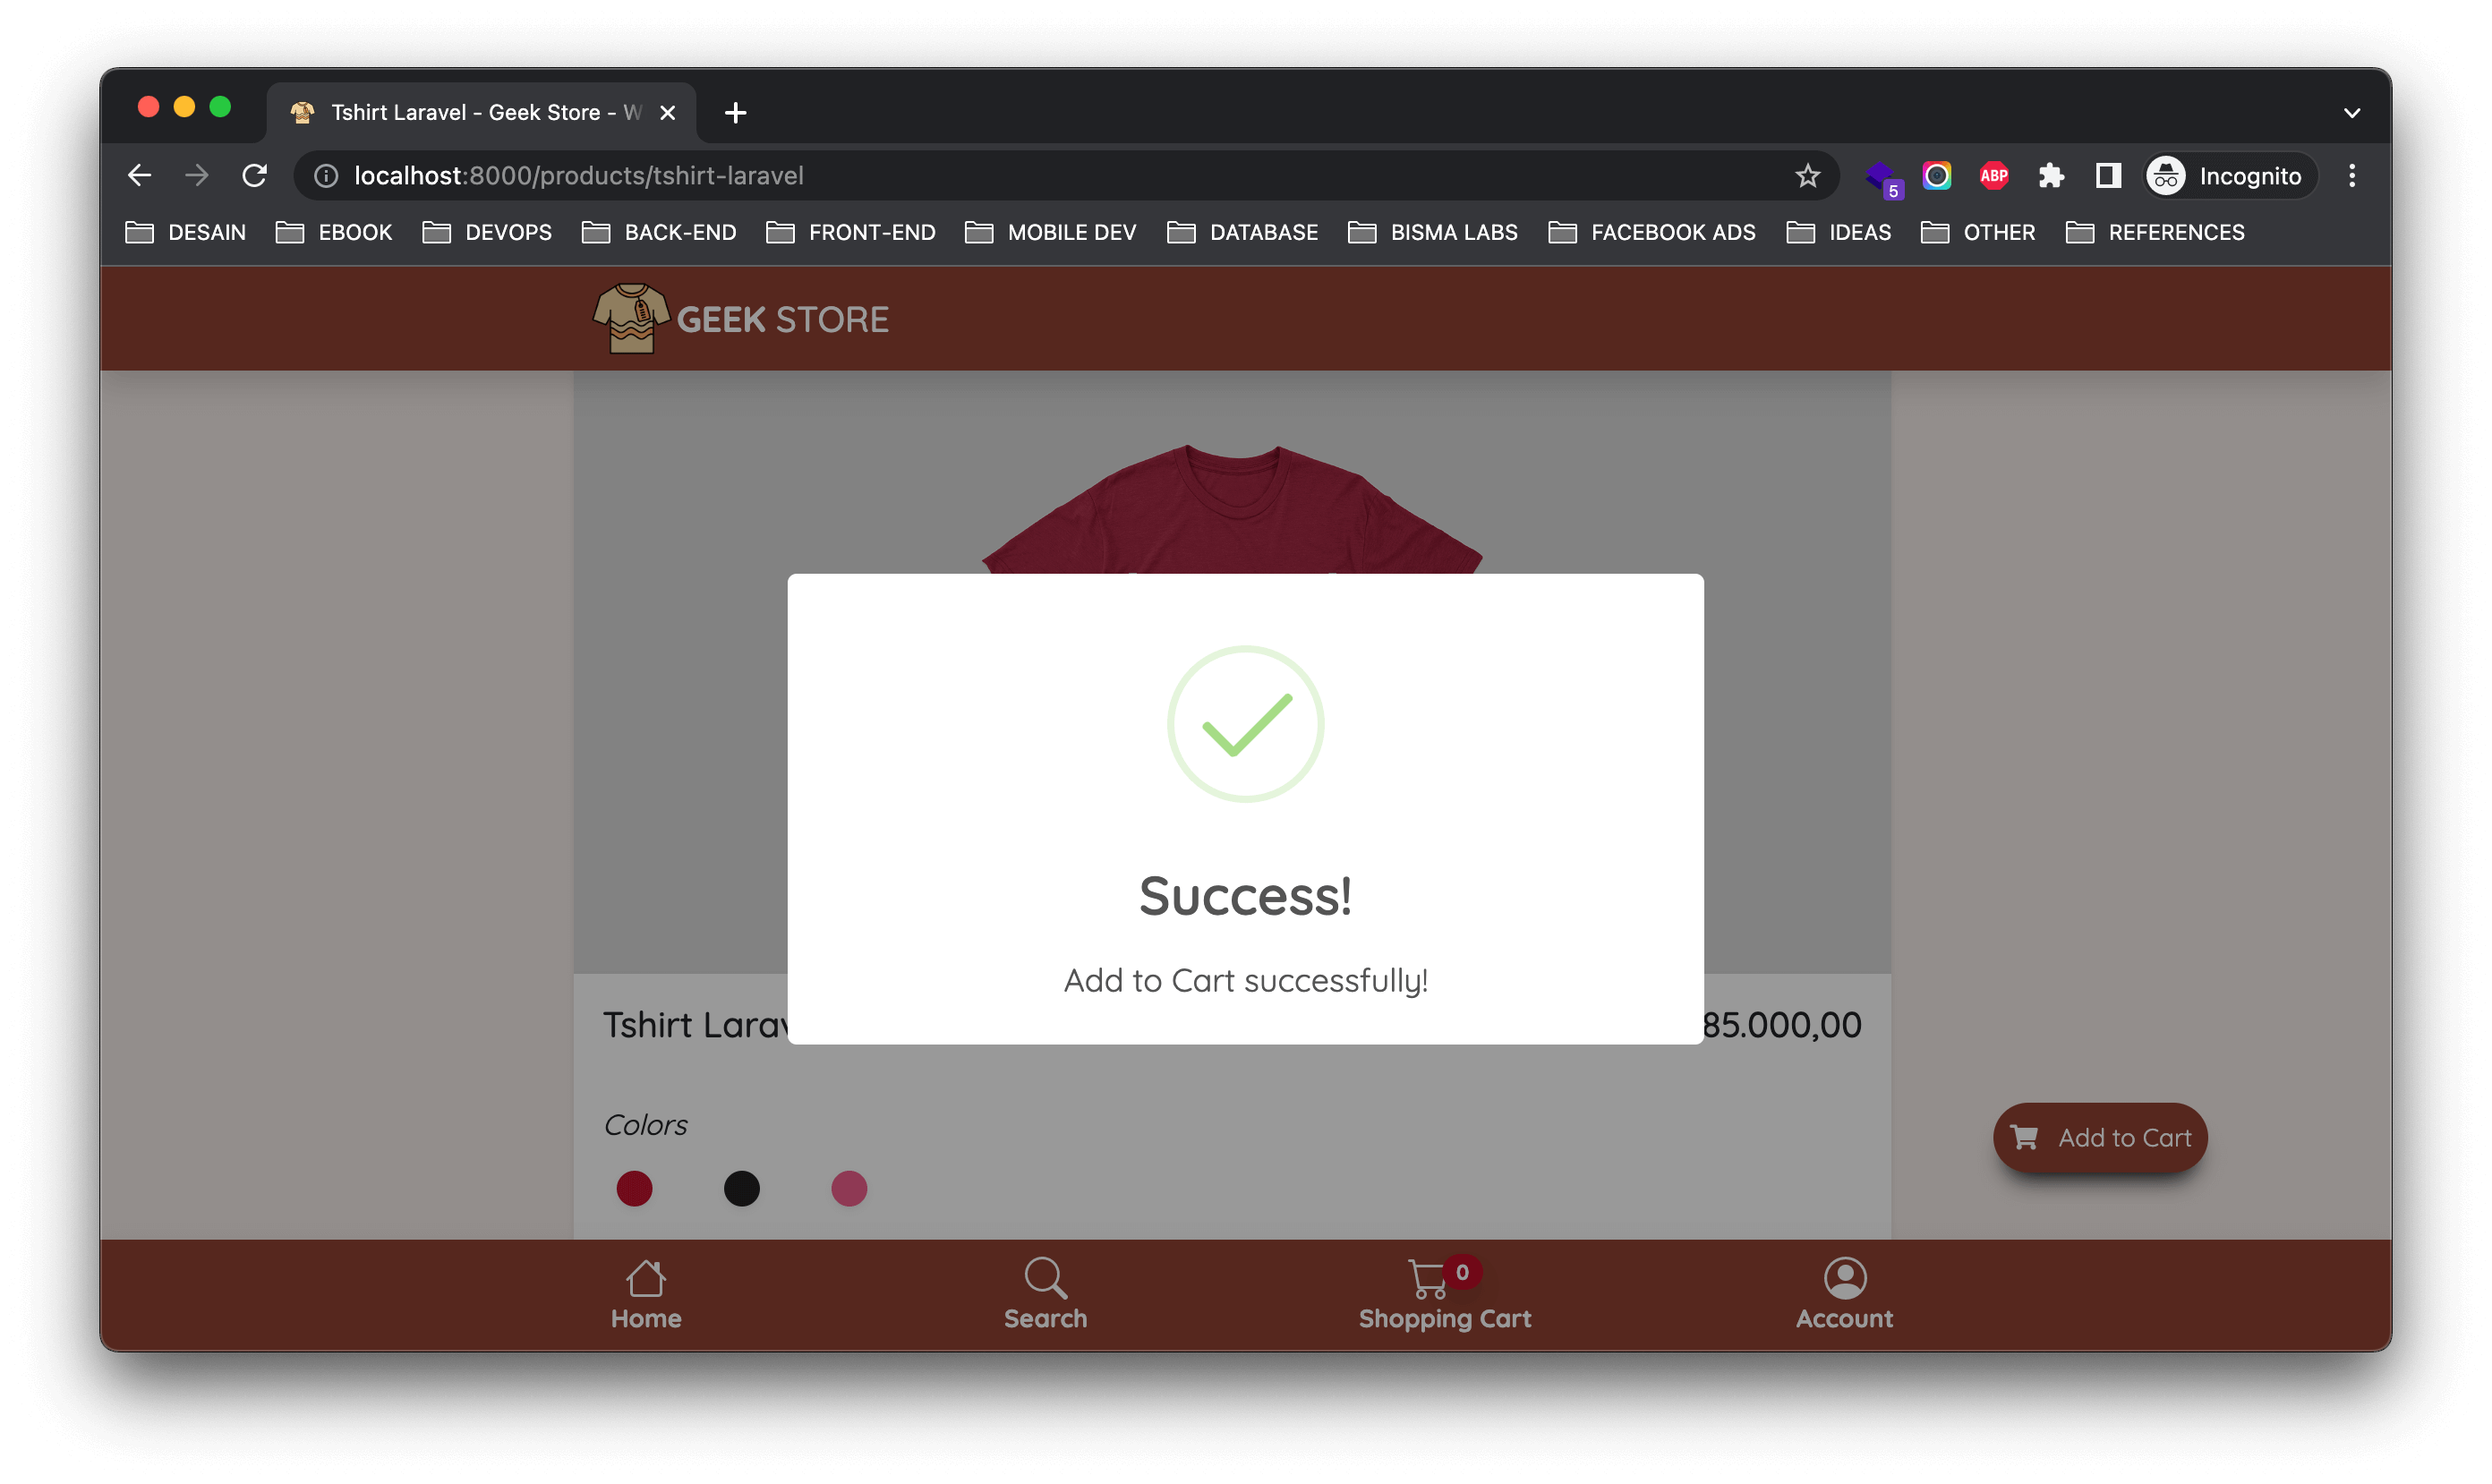 Tshirt Laravel - Geek Store - W
localhost:8000/products/tshirt-laravel
5
ABP
Incognito
DESAIN EBOOK DEVOPS BACK-END FRONT-END MOBILE DEV DATABASE BISMA LABS FACEBOOK ADS IDEAS OTHER REFERENCES
GEEK STORE
Success!
Add to Cart successfully!
Tshirt Larav 85.000,00
Colors
Add to Cart
0
Home Search Shopping Cart Account